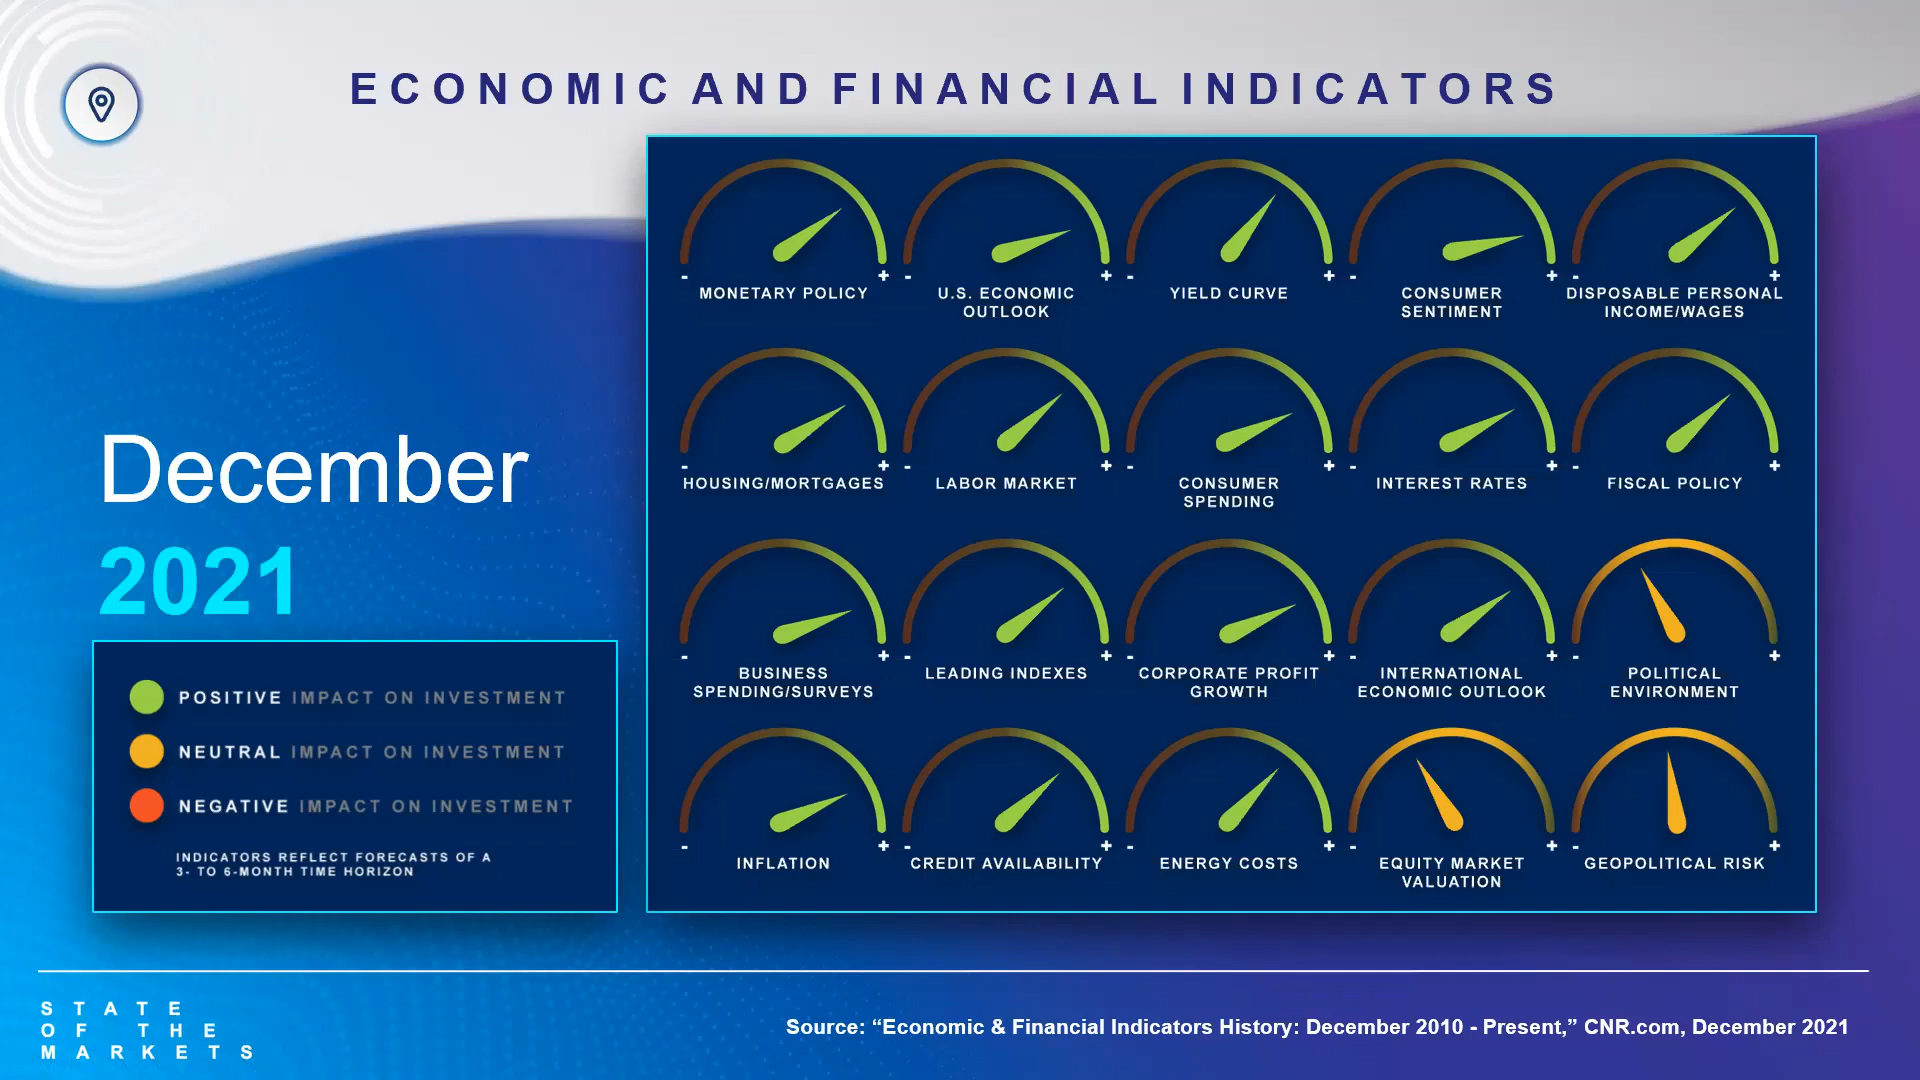 ECONOMIC AND FINANCIAL INDICATORS
- +
- +
- +
- +
- +
MONETARY POLICY
U.S. ECONOMIC
OUTLOOK
YIELD CURVE
CONSUMER
SENTIMENT
DISPOSABLE PERSONAL
INCOME/WAGES
- +
- +
- +
- +
- +
HOUSING/MORTGAGES
LABOR MARKET
CONSUMER
SPENDING
INTEREST RATES
FISCAL POLICY
- +
- +
- +
- +
- +
BUSINESS
SPENDING/SURVEYS
LEADING INDEXES
CORPORATE PROFIT
GROWTH
INTERNATIONAL
ECONOMIC OUTLOOK
POLITICAL
ENVIRONMENT
- +
- +
- +
- +
- +
INFLATION
CREDIT AVAILABILITY
ENERGY COSTS
EQUITY MARKET
VALUATION
GEOPOLITICAL RISK
December
2021
POSITIVE IMPACT ON INVESTMENT
NEUTRAL IMPACT ON INVESTMENT
NEGATIVE IMPACT ON INVESTMENT
INDICATORS REFLECT FORECASTS OF A
3- TO 6-MONTH TIME HORIZON
STATE
OF THE
MARKETS
Source: “Economic & Financial Indicators History: December 2010 - Present,” CNR.com, December 2021